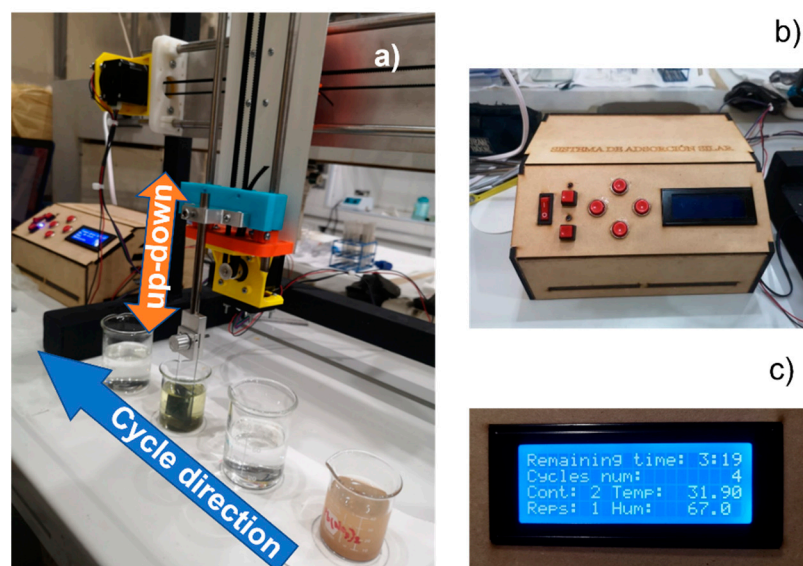 a)
up-down
Cycle direction
b)
SISTEMA DE ADSORCIÓN SILAR
c)
Remaining time: 3:19
Cycles num: 4
Cont: 2 Temp: 31.90
Reps: 1 Hum: 67.0